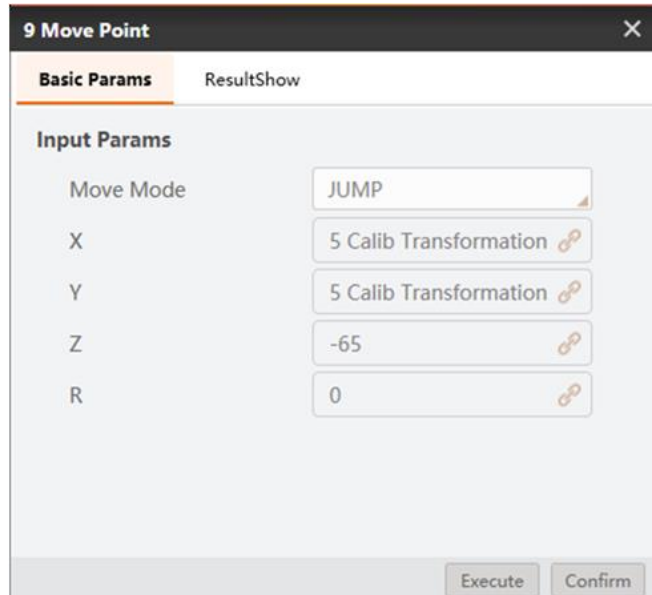 9 Move Point
Basic Params ResultShow
Input Params
Move Mode JUMP
X 5 Calib Transformation
Y 5 Calib Transformation
Z -65
R 0
Execute Confirm